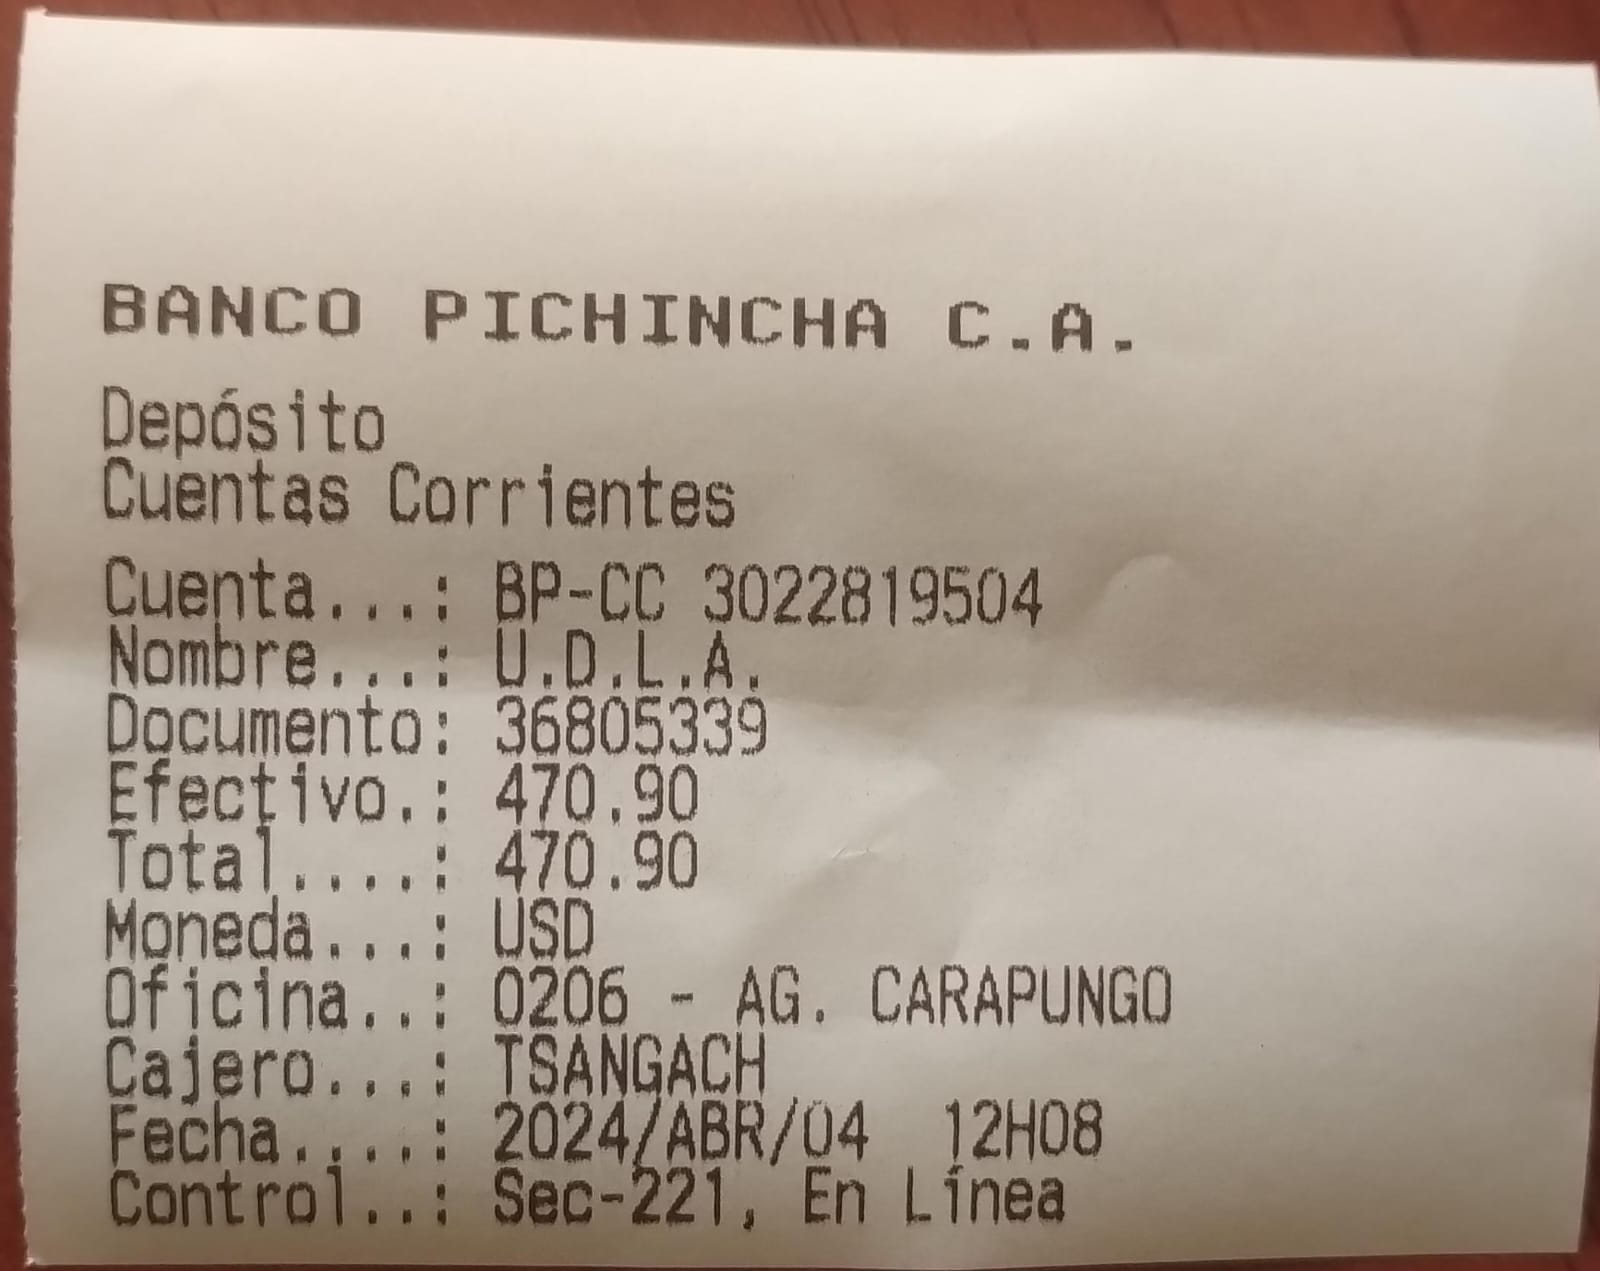 BANCO PICHINCHA C.A.
Depósito
Cuentas Corrientes
Cuenta...: BP-CC 3022819504
Nombre...: U.D.L.A.
Documento: 36805339
Efectivo.: 470.90
Total....: 470.90
Moneda...: USD
Oficina..: 0206 - AG. CARAPUNGO
Cajero...: TSANGACH
Fecha....: 2024/ABR/04  12H08
Control..: Sec-221, En Línea